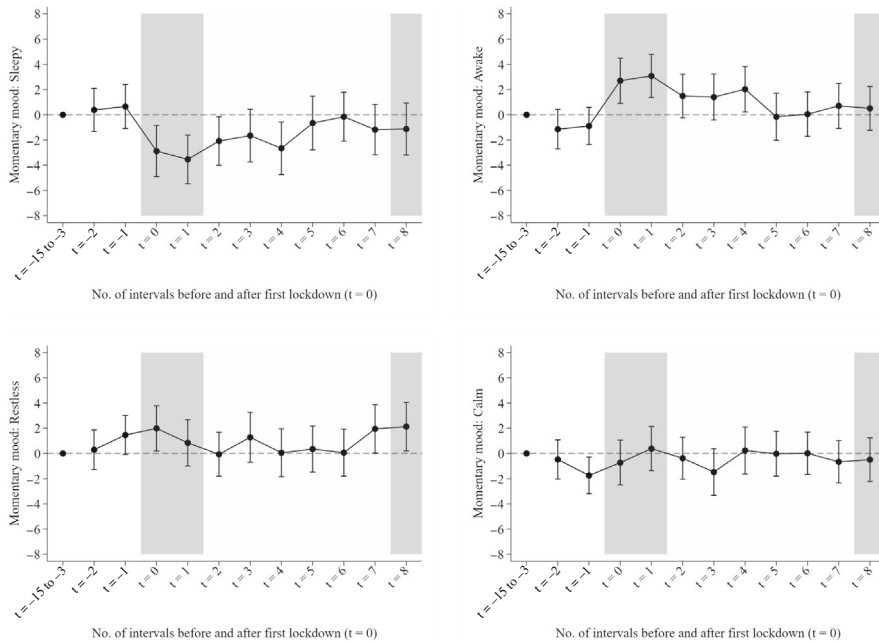 8
6
4
2
0
−2
−4
−6
−8
Momentary mood: Sleepy
t = −15 to −3
t = −2
t = −1
t = 0
t = 1
t = 2
t = 3
t = 4
t = 5
t = 6
t = 7
t = 8
No. of intervals before and after first lockdown (t = 0)
8
6
4
2
0
−2
−4
−6
−8
Momentary mood: Awake
t = −15 to −3
t = −2
t = −1
t = 0
t = 1
t = 2
t = 3
t = 4
t = 5
t = 6
t = 7
t = 8
No. of intervals before and after first lockdown (t = 0)
8
6
4
2
0
−2
−4
−6
−8
Momentary mood: Restless
t = −15 to −3
t = −2
t = −1
t = 0
t = 1
t = 2
t = 3
t = 4
t = 5
t = 6
t = 7
t = 8
No. of intervals before and after first lockdown (t = 0)
8
6
4
2
0
−2
−4
−6
−8
Momentary mood: Calm
t = −15 to −3
t = −2
t = −1
t = 0
t = 1
t = 2
t = 3
t = 4
t = 5
t = 6
t = 7
t = 8
No. of intervals before and after first lockdown (t = 0)